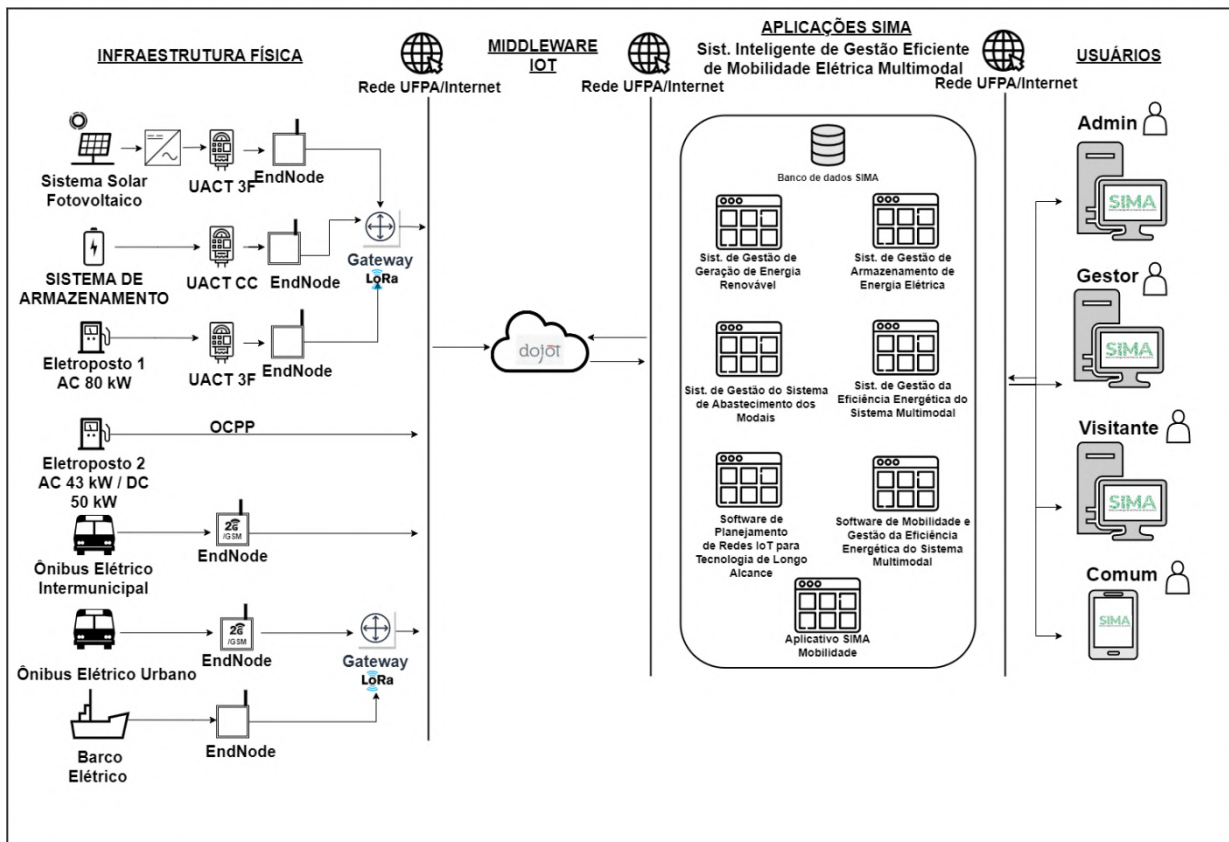 INFRAESTRUTURA FÍSICA
Rede UFPA/Internet
MIDDLEWARE
IOT
Rede UFPA/Internet
APLICAÇÕES SIMA
Sist. Inteligente de Gestão Eficiente
de Mobilidade Elétrica Multimodal
Rede UFPA/Internet
USUÁRIOS
Sistema Solar
Fotovoltaico
UACT 3F
EndNode
SISTEMA DE
ARMAZENAMENTO
UACT CC
EndNode
Gateway
LoRa
Eletroposto 1
AC 80 kW
UACT 3F
EndNode
Eletroposto 2
AC 43 kW / DC
50 kW
OCPP
Ônibus Elétrico
Intermunicipal
2G
/GSM
EndNode
Ônibus Elétrico Urbano
2G
/GSM
EndNode
Gateway
LoRa
Barco
Elétrico
EndNode
dojot
Banco de dados SIMA
Sist. de Gestão de
Geração de Energia
Renovável
Sist. de Gestão de
Armazenamento de
Energia Elétrica
Sist. de Gestão do Sistema
de Abastecimento dos
Modais
Sist. de Gestão da
Eficiência Energética do
Sistema Multimodal
Software de
Planejamento
de Redes IoT para
Tecnologia de Longo
Alcance
Software de Mobilidade e
Gestão da Eficiência
Energética do Sistema
Multimodal
Aplicativo SIMA
Mobilidade
Admin
SIMA
Gestor
SIMA
Visitante
SIMA
Comum
SIMA